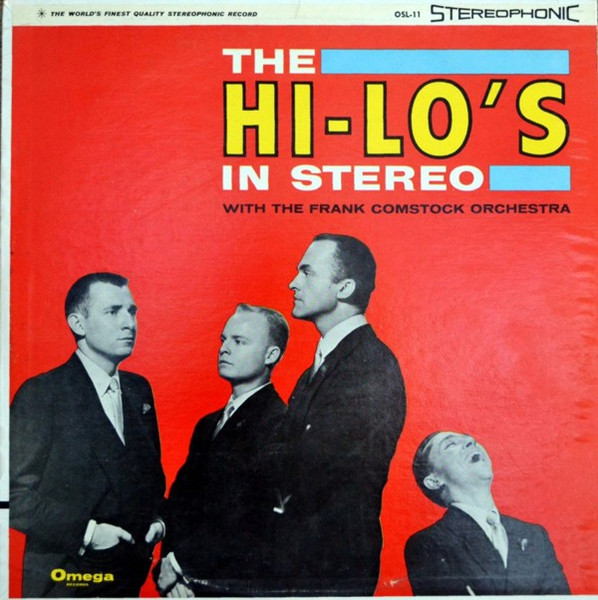 ✳ THE WORLD'S FINEST QUALITY STEREOPHONIC RECORD
OSL-11 STEREOPHONIC
THE
HI-LO'S
IN STEREO
WITH THE FRANK COMSTOCK ORCHESTRA
Omega
RECORDS